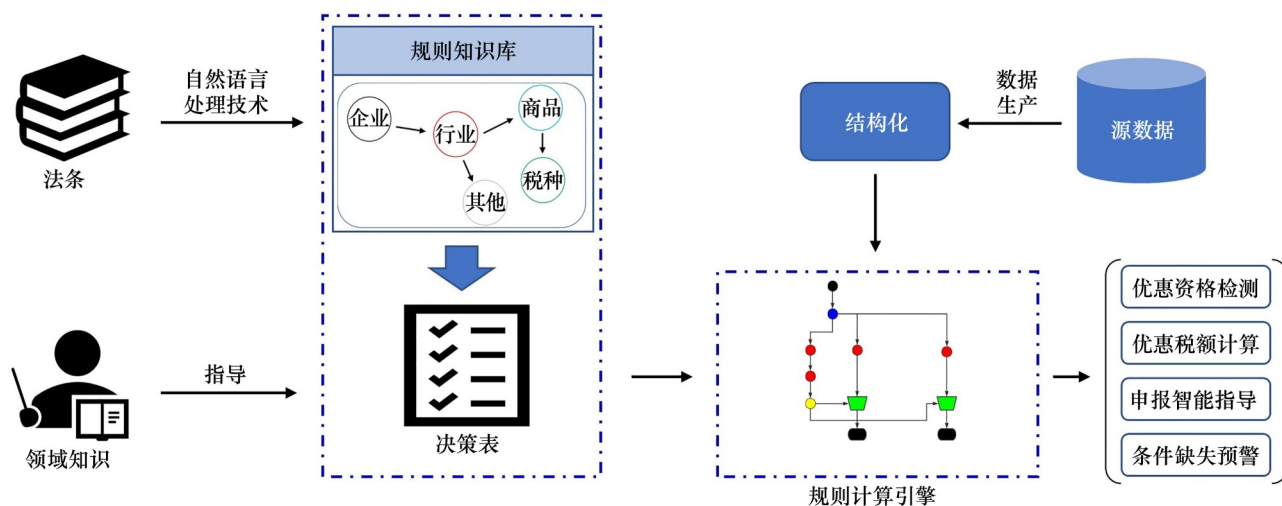 法条
自然语言
处理技术
规则知识库
企业
行业
商品
税种
其他
决策表
领域知识
指导
结构化
数据
生产
源数据
规则计算引擎
优惠资格检测
优惠税额计算
申报智能指导
条件缺失预警